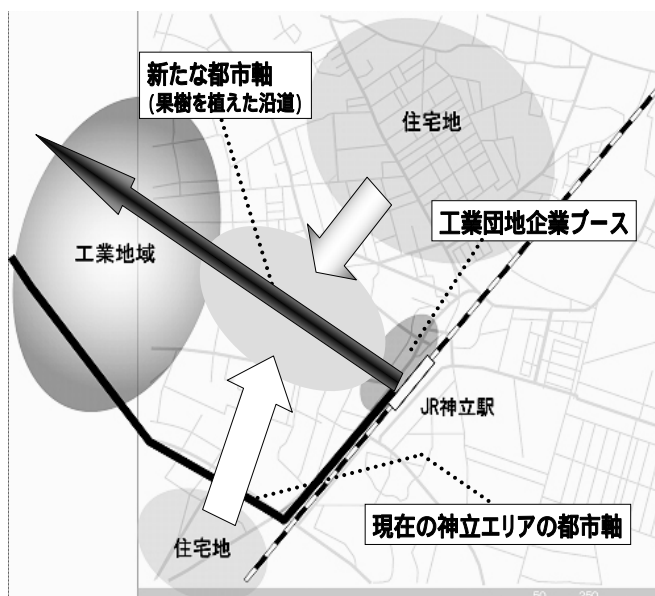 新たな都市軸
(果樹を植えた沿道)
住宅地
工業団地企業ブース
工業地域
JR神立駅
現在の神立エリアの都市軸
住宅地
50 250